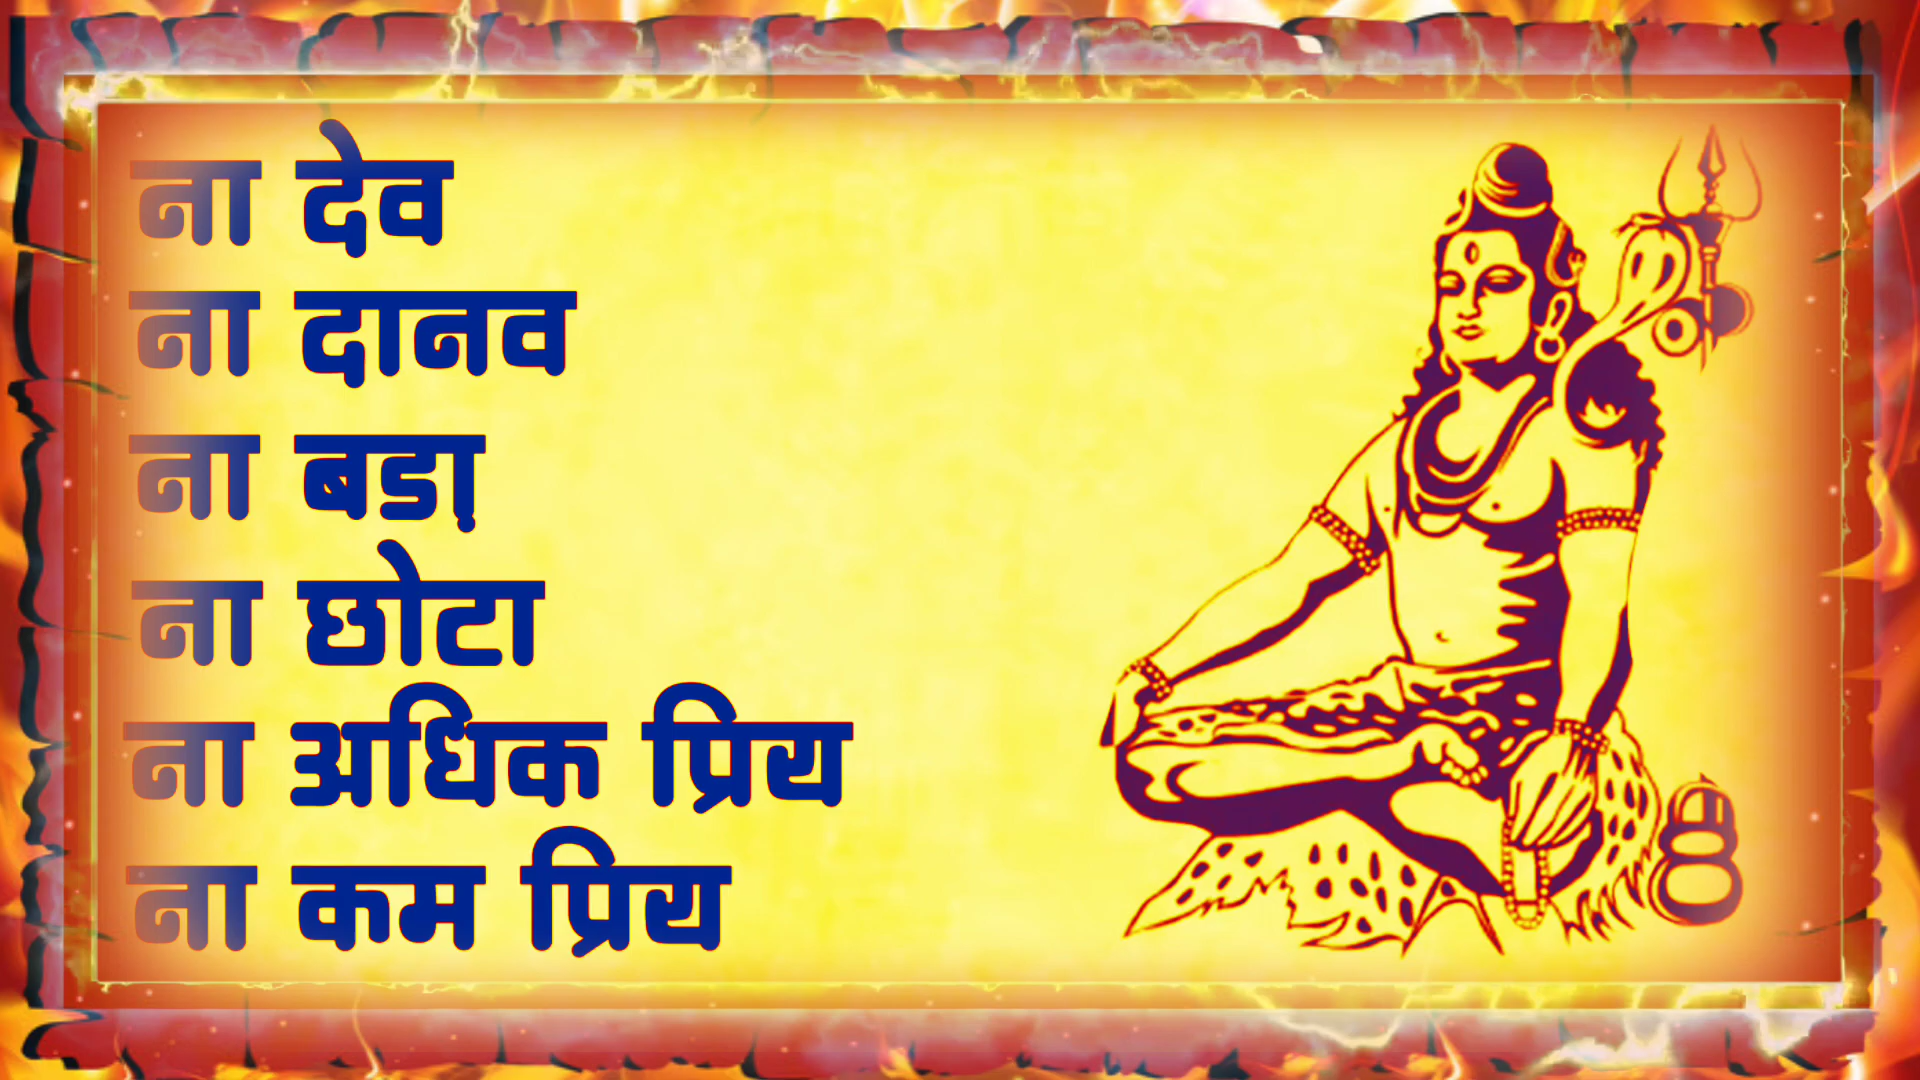 ना देव
ना दानव
ना बडा़
ना छोटा
ना अधिक प्रिय
ना कम प्रिय